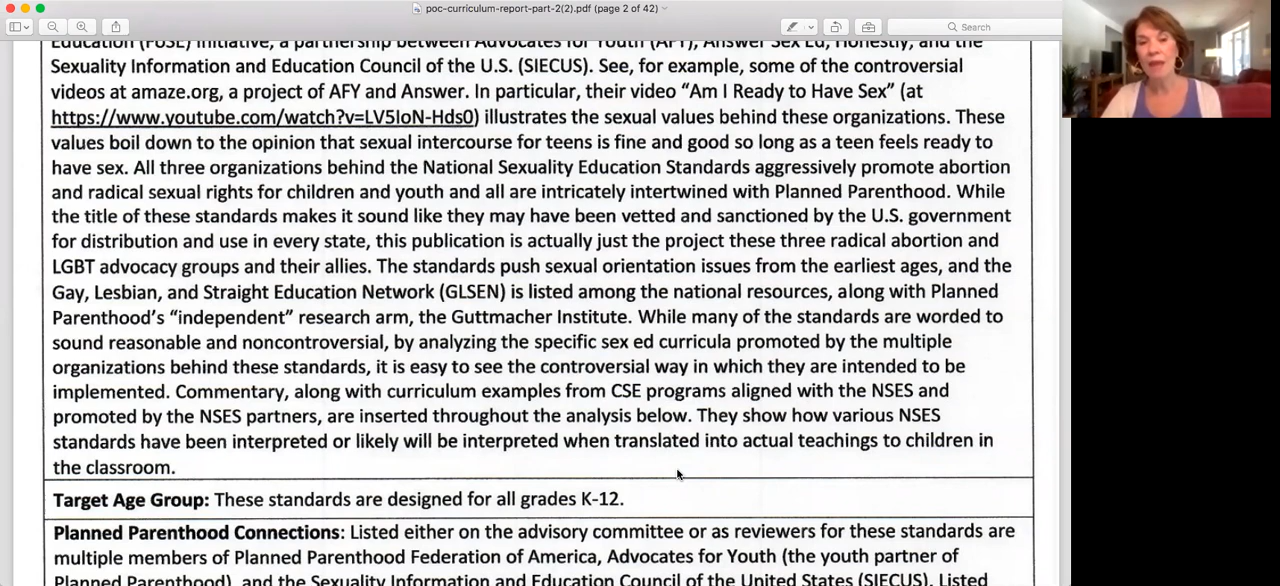 poc-curriculum-report-part-2(2).pdf (page 2 of 42)
Search
Education (FoSE) initiative, a partnership between Advocates for Youth (AFY), Answer Sex Ed, Honestly, and the
Sexuality Information and Education Council of the U.S. (SIECUS). See, for example, some of the controversial
videos at amaze.org, a project of AFY and Answer. In particular, their video “Am I Ready to Have Sex” (at
https://www.youtube.com/watch?v=LV5IoN-Hds0) illustrates the sexual values behind these organizations. These
values boil down to the opinion that sexual intercourse for teens is fine and good so long as a teen feels ready to
have sex. All three organizations behind the National Sexuality Education Standards aggressively promote abortion
and radical sexual rights for children and youth and all are intricately intertwined with Planned Parenthood. While
the title of these standards makes it sound like they may have been vetted and sanctioned by the U.S. government
for distribution and use in every state, this publication is actually just the project these three radical abortion and
LGBT advocacy groups and their allies. The standards push sexual orientation issues from the earliest ages, and the
Gay, Lesbian, and Straight Education Network (GLSEN) is listed among the national resources, along with Planned
Parenthood’s “independent” research arm, the Guttmacher Institute. While many of the standards are worded to
sound reasonable and noncontroversial, by analyzing the specific sex ed curricula promoted by the multiple
organizations behind these standards, it is easy to see the controversial way in which they are intended to be
implemented. Commentary, along with curriculum examples from CSE programs aligned with the NSES and
promoted by the NSES partners, are inserted throughout the analysis below. They show how various NSES
standards have been interpreted or likely will be interpreted when translated into actual teachings to children in
the classroom.
Target Age Group: These standards are designed for all grades K-12.
Planned Parenthood Connections: Listed either on the advisory committee or as reviewers for these standards are
multiple members of Planned Parenthood Federation of America, Advocates for Youth (the youth partner of
Planned Parenthood), and the Sexuality Information and Education Council of the United States (SIECUS). Listed